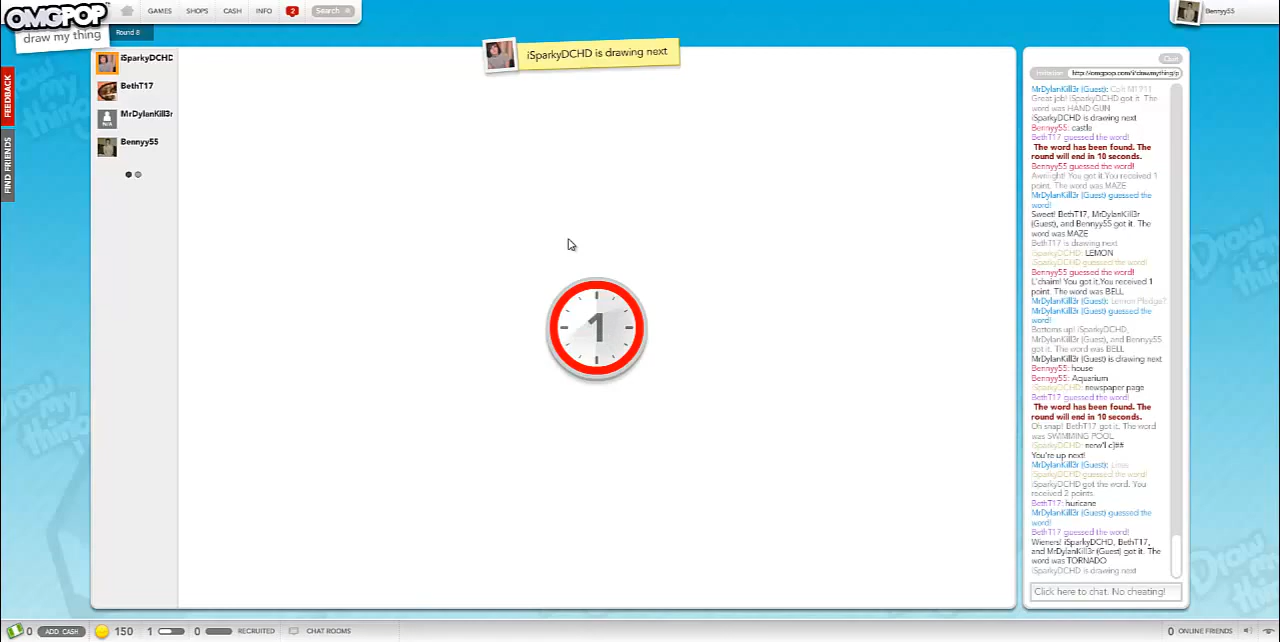 OMGPOP
GAMES SHOPS CASH INFO 2 Search
Bennyy55
draw my thing
Round 8
FEEDBACK
FIND FRIENDS
iSparkyDCHD
BethT17
MrDylanKill3r
Bennyy55
iSparkyDCHD is drawing next
1
Invitation http://omgpop.com/i/drawmything/p
MrDylanKill3r (Guest): Colt M1911
Great job! iSparkyDCHD got it. The
word was HAND GUN
iSparkyDCHD is drawing next
Bennyy55: castle
BethT17 guessed the word!
The word has been found. The
round will end in 10 seconds.
Bennyy55 guessed the word!
Awriiight! You got it.You received 1
point. The word was MAZE
MrDylanKill3r (Guest) guessed the
word!
Sweet! BethT17, MrDylanKill3r
(Guest), and Bennyy55 got it. The
word was MAZE
BethT17 is drawing next
iSparkyDCHD: LEMON
iSparkyDCHD guessed the word!
Bennyy55 guessed the word!
L'chaim! You got it.You received 1
point. The word was BELL
MrDylanKill3r (Guest): Lemon Pledge?
MrDylanKill3r (Guest) guessed the
word!
Bottoms up! iSparkyDCHD,
MrDylanKill3r (Guest), and Bennyy55
got it. The word was BELL
MrDylanKill3r (Guest) is drawing next
Bennyy55: house
Bennyy55: Aquarium
iSparkyDCHD: newspaper page
BethT17 guessed the word!
The word has been found. The
round will end in 10 seconds.
Oh snap! BethT17 got it. The word
was SWIMMING POOL
You're up next!
MrDylanKill3r (Guest): Lines
iSparkyDCHD guessed the word!
iSparkyDCHD got the word. You
received 2 points
BethT17: huricane
MrDylanKill3r (Guest) guessed the
word!
BethT17 guessed the word!
Wieners! iSparkyDCHD, BethT17,
and MrDylanKill3r (Guest) got it. The
word was TORNADO
iSparkyDCHD is drawing next
Click here to chat. No cheating!
0 ADD CASH 150 1 0 RECRUITED CHAT ROOMS 0 ONLINE FRIENDS